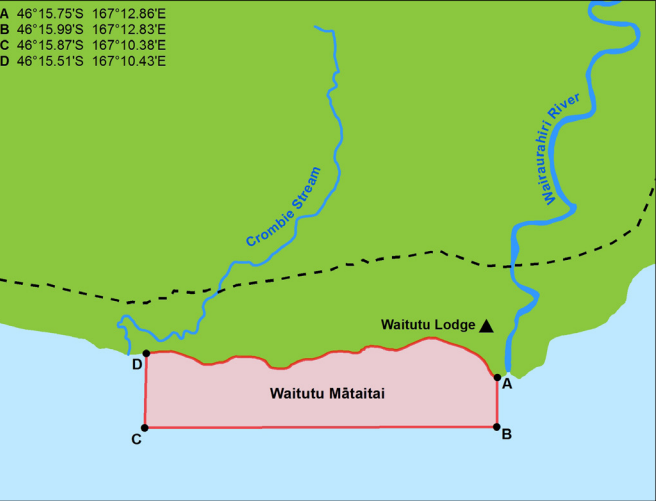 A 46°15.75'S 167°12.86'E
B 46°15.99'S 167°12.83'E
C 46°15.87'S 167°10.38'E
D 46°15.51'S 167°10.43'E
Wairaurahiri River
Crombie Stream
Waitutu Lodge
D
A
Waitutu Mātaitai
C
B